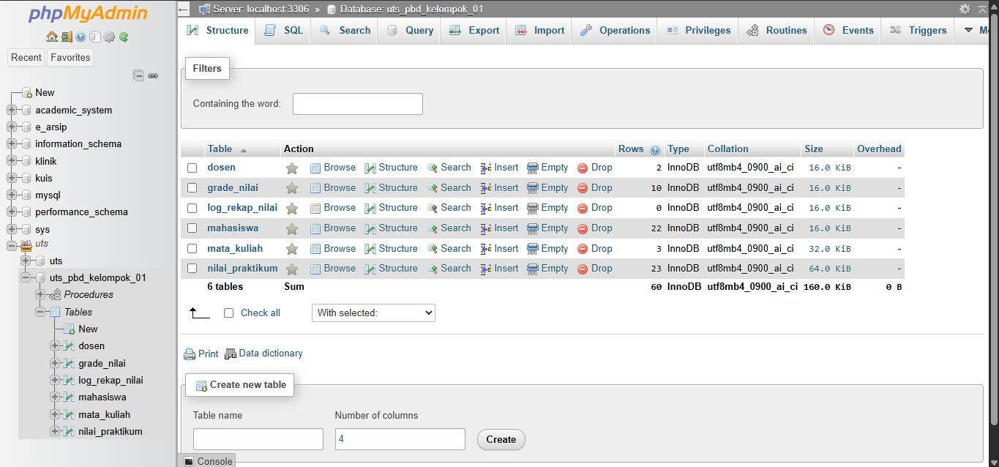 phpMyAdmin
Recent Favorites
New
academic_system
e_arsip
information_schema
klinik
kuis
mysql
performance_schema
sys
uts
uts
uts_pbd_kelompok_01
Procedures
Tables
New
dosen
grade_nilai
log_rekap_nilai
mahasiswa
mata_kuliah
nilai_praktikum
Server: localhost:3306 » Database: uts_pbd_kelompok_01
Structure SQL Search Query Export Import Operations Privileges Routines Events Triggers
Filters
Containing the word:
Table Action Rows Type Collation Size Overhead
dosen Browse Structure Search Insert Empty Drop 2 InnoDB utf8mb4_0900_ai_ci 16.0 KiB -
grade_nilai Browse Structure Search Insert Empty Drop 10 InnoDB utf8mb4_0900_ai_ci 16.0 KiB -
log_rekap_nilai Browse Structure Search Insert Empty Drop 0 InnoDB utf8mb4_0900_ai_ci 16.0 KiB -
mahasiswa Browse Structure Search Insert Empty Drop 22 InnoDB utf8mb4_0900_ai_ci 16.0 KiB -
mata_kuliah Browse Structure Search Insert Empty Drop 3 InnoDB utf8mb4_0900_ai_ci 32.0 KiB -
nilai_praktikum Browse Structure Search Insert Empty Drop 23 InnoDB utf8mb4_0900_ai_ci 64.0 KiB -
6 tables Sum 60 InnoDB utf8mb4_0900_ai_ci 160.0 KiB 0 B
Check all With selected:
Print Data dictionary
Create new table
Table name Number of columns
4 Create
Console